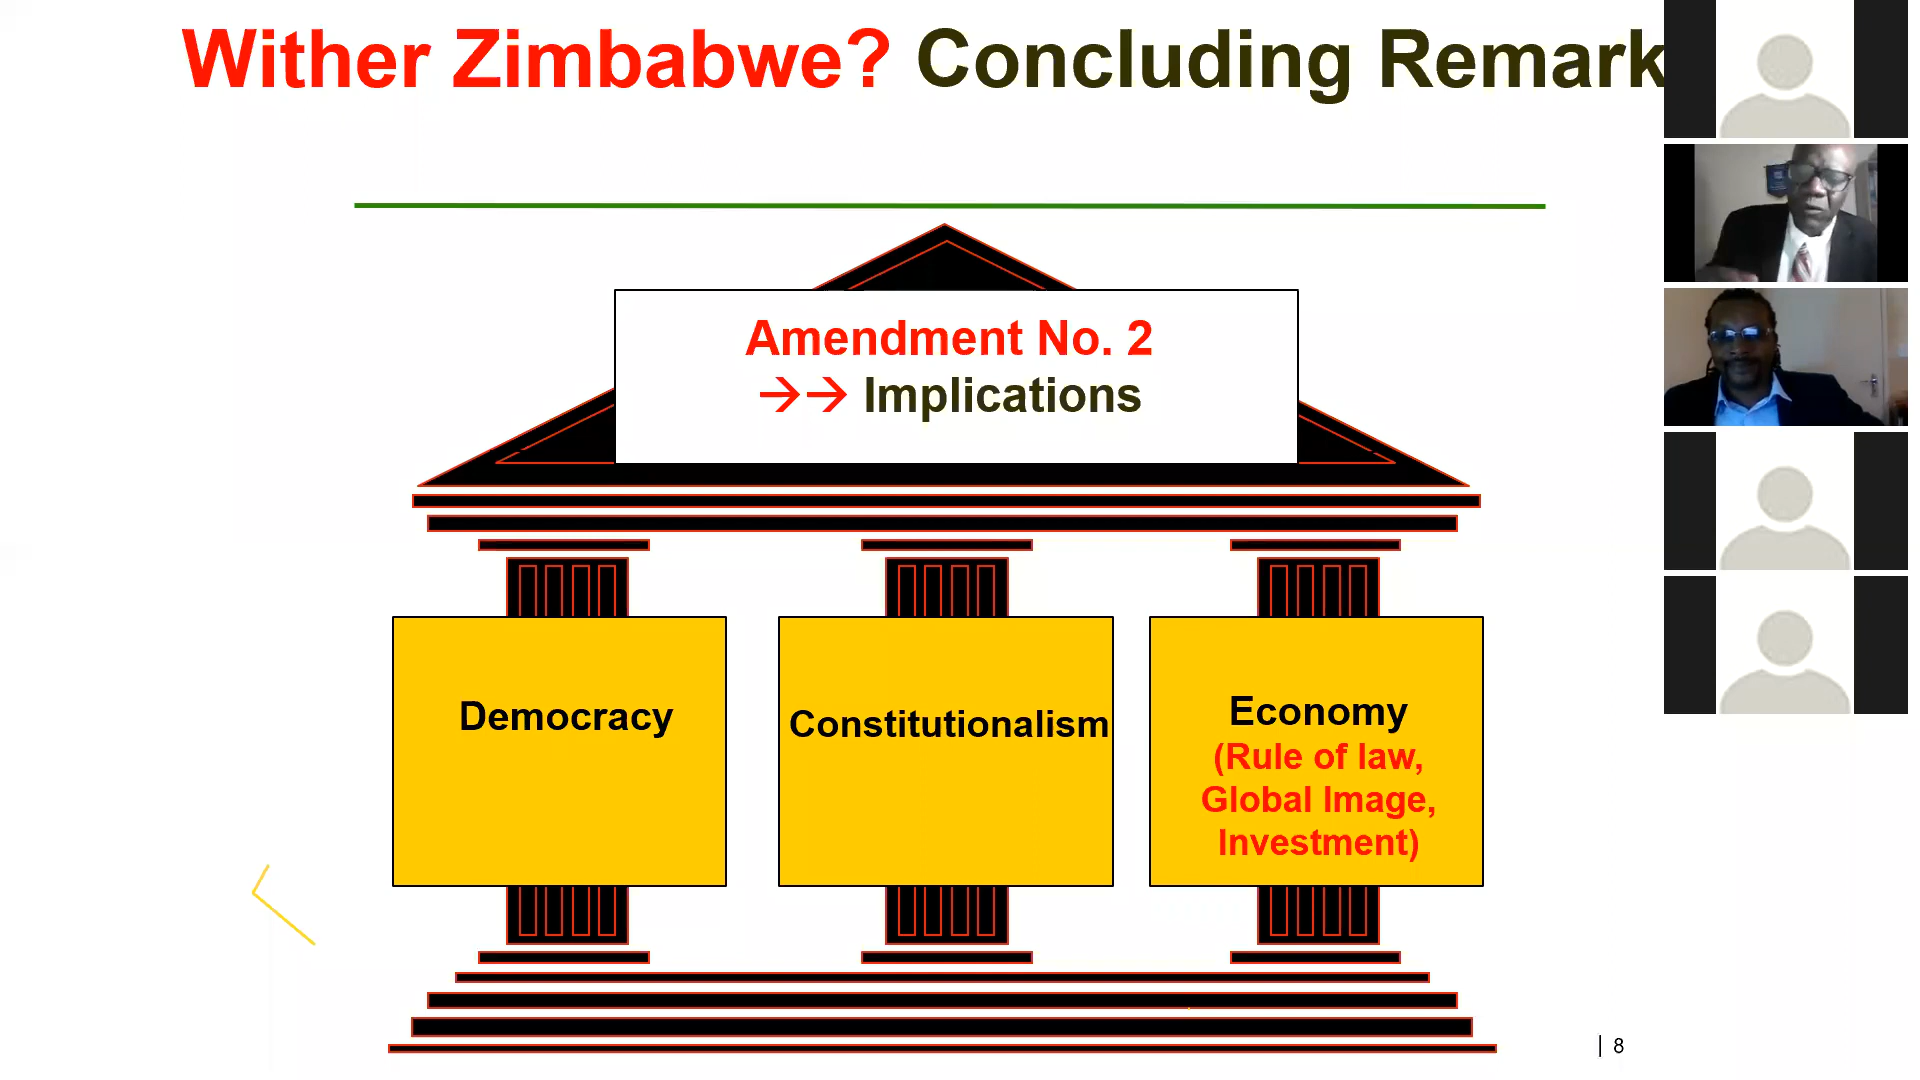 Wither Zimbabwe? Concluding Remark
Amendment No. 2
→→ Implications
Democracy
Constitutionalism
Economy
(Rule of law,
Global Image,
Investment)
| 8